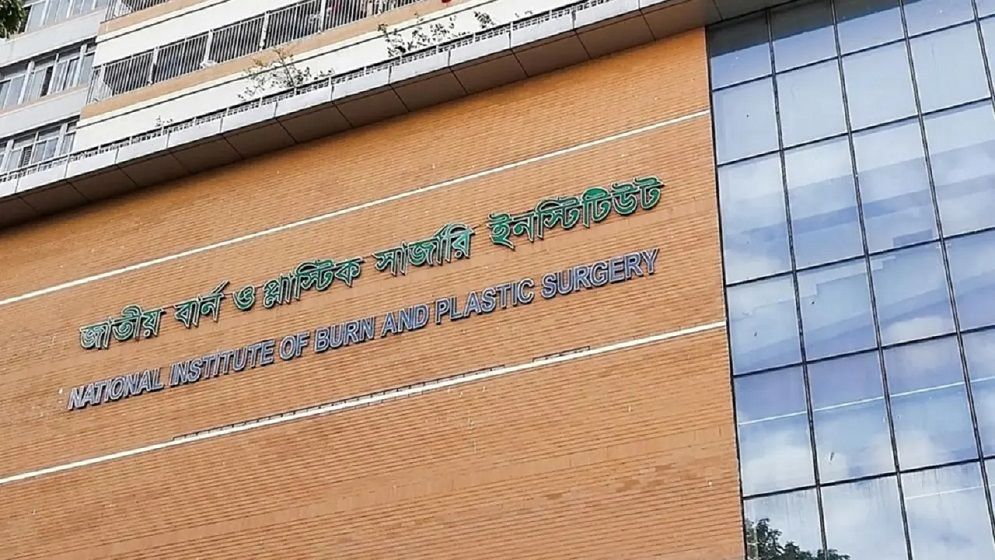 জাতীয় বার্ন ও প্লাস্টিক সার্জারি ইনস্টিটিউট
NATIONAL INSTITUTE OF BURN AND PLASTIC SURGERY